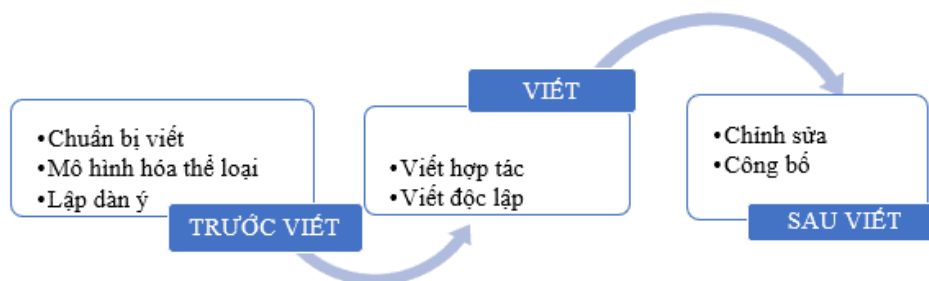 •Chuẩn bị viết
•Mô hình hóa thể loại
•Lập dàn ý
TRƯỚC VIẾT
VIẾT
•Viết hợp tác
•Viết độc lập
•Chỉnh sửa
•Công bố
SAU VIẾT